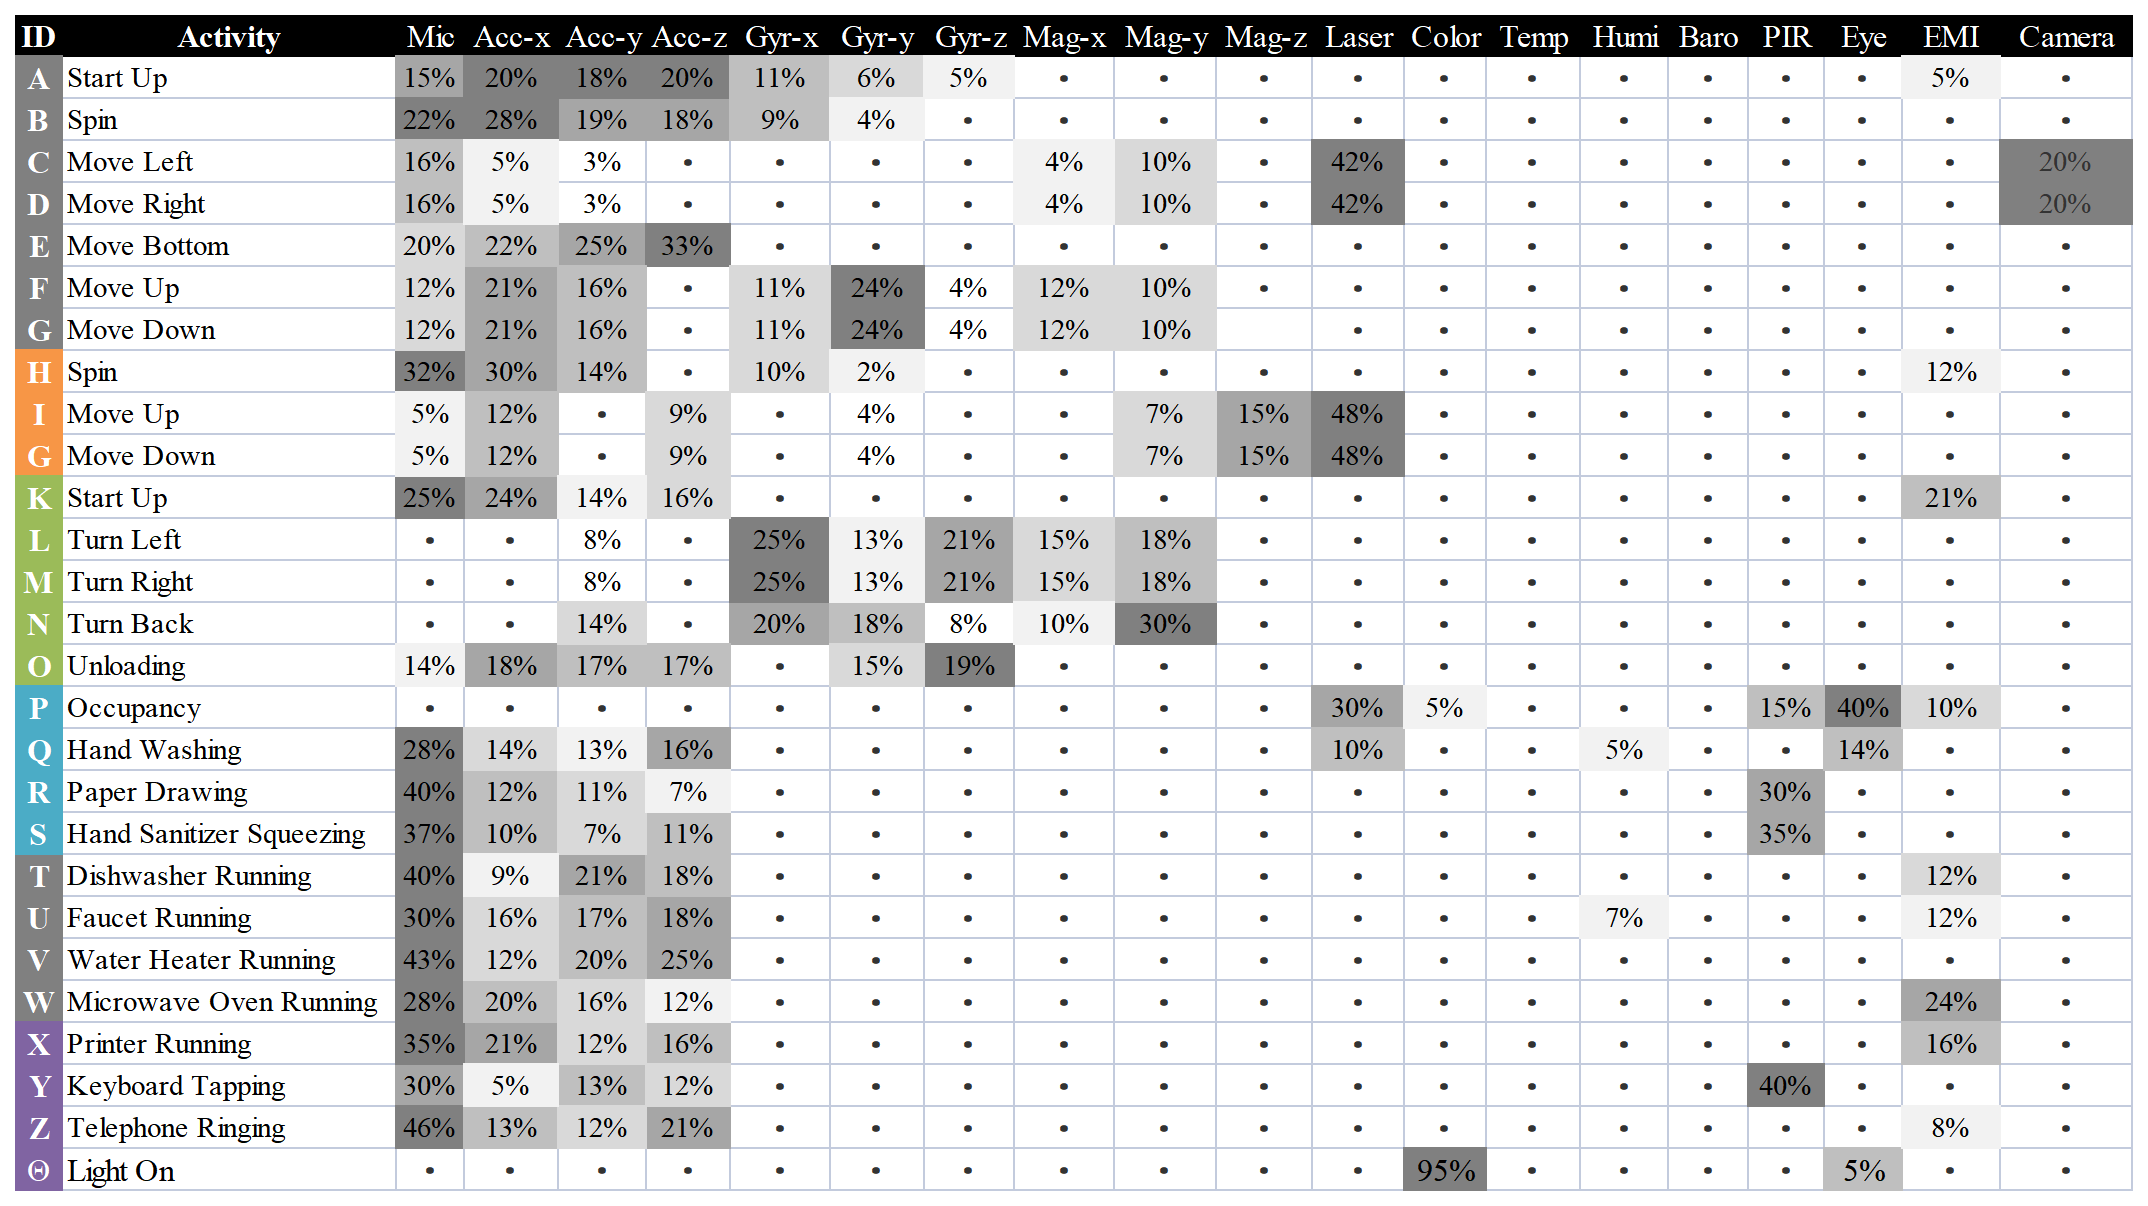 ID Activity Mic Acc-x Acc-y Acc-z Gyr-x Gyr-y Gyr-z Mag-x Mag-y Mag-z Laser Color Temp Humi Baro PIR Eye EMI Camera
A Start Up 15% 20% 18% 20% 11% 6% 5% • • • • • • • • • • 5% •
B Spin 22% 28% 19% 18% 9% 4% • • • • • • • • • • • • •
C Move Left 16% 5% 3% • • • • 4% 10% • 42% • • • • • • • 20%
D Move Right 16% 5% 3% • • • • 4% 10% • 42% • • • • • • • 20%
E Move Bottom 20% 22% 25% 33% • • • • • • • • • • • • • • •
F Move Up 12% 21% 16% • 11% 24% 4% 12% 10% • • • • • • • • • •
G Move Down 12% 21% 16% • 11% 24% 4% 12% 10% • • • • • • • • • •
H Spin 32% 30% 14% • 10% 2% • • • • • • • • • • • 12% •
I Move Up 5% 12% • 9% • 4% • • 7% 15% 48% • • • • • • • •
G Move Down 5% 12% • 9% • 4% • • 7% 15% 48% • • • • • • • •
K Start Up 25% 24% 14% 16% • • • • • • • • • • • • • 21% •
L Turn Left • • 8% • 25% 13% 21% 15% 18% • • • • • • • • • •
M Turn Right • • 8% • 25% 13% 21% 15% 18% • • • • • • • • • •
N Turn Back • • 14% • 20% 18% 8% 10% 30% • • • • • • • • • •
O Unloading 14% 18% 17% 17% • 15% 19% • • • • • • • • • • • •
P Occupancy • • • • • • • • • • 30% 5% • • • 15% 40% 10% •
Q Hand Washing 28% 14% 13% 16% • • • • • • 10% • • 5% • • 14% • •
R Paper Drawing 40% 12% 11% 7% • • • • • • • • • • • 30% • • •
S Hand Sanitizer Squeezing 37% 10% 7% 11% • • • • • • • • • • • 35% • • •
T Dishwasher Running 40% 9% 21% 18% • • • • • • • • • • • • • 12% •
U Faucet Running 30% 16% 17% 18% • • • • • • • • • 7% • • • 12% •
V Water Heater Running 43% 12% 20% 25% • • • • • • • • • • • • • • •
W Microwave Oven Running 28% 20% 16% 12% • • • • • • • • • • • • • 24% •
X Printer Running 35% 21% 12% 16% • • • • • • • • • • • • • 16% •
Y Keyboard Tapping 30% 5% 13% 12% • • • • • • • • • • • 40% • • •
Z Telephone Ringing 46% 13% 12% 21% • • • • • • • • • • • • • 8% •
Θ Light On • • • • • • • • • • • 95% • • • • 5% • •